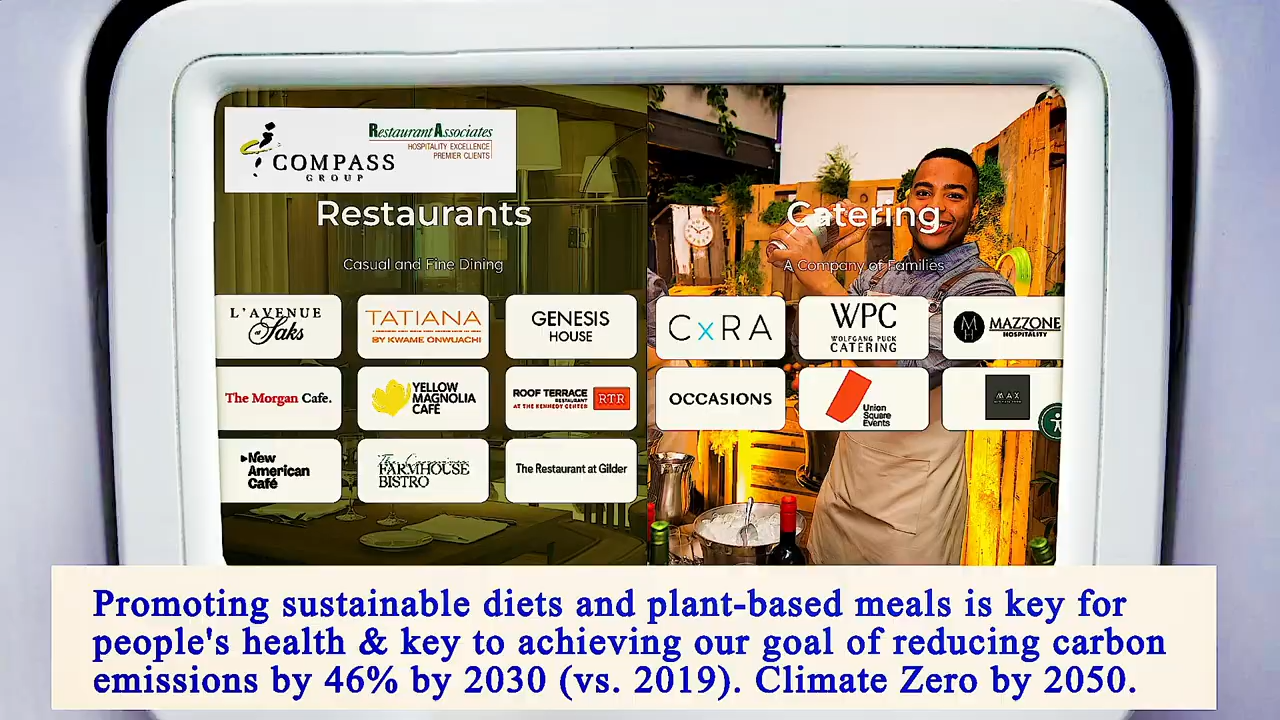 COMPASS
GROUP
Restaurant Associates
HOSPITALITY EXCELLENCE
PREMIER CLIENTS
Restaurants
Casual and Fine Dining
L'AVENUE
at Saks
TATIANA
BY KWAME ONWUACHI
GENESIS
HOUSE
The Morgan Cafe.
YELLOW
MAGNOLIA
CAFÉ
ROOF TERRACE
RESTAURANT
AT THE KENNEDY CENTER
RTR
New
American
Café
FARMHOUSE
BISTRO
The Restaurant at Gilder
Catering
A Company of Families
CxRA
WPC
WOLFGANG PUCK
CATERING
MH
MAZZONE
HOSPITALITY
OCCASIONS
Union
Square
Events
MAX
Promoting sustainable diets and plant-based meals is key for
people's health & key to achieving our goal of reducing carbon
emissions by 46% by 2030 (vs. 2019). Climate Zero by 2050.